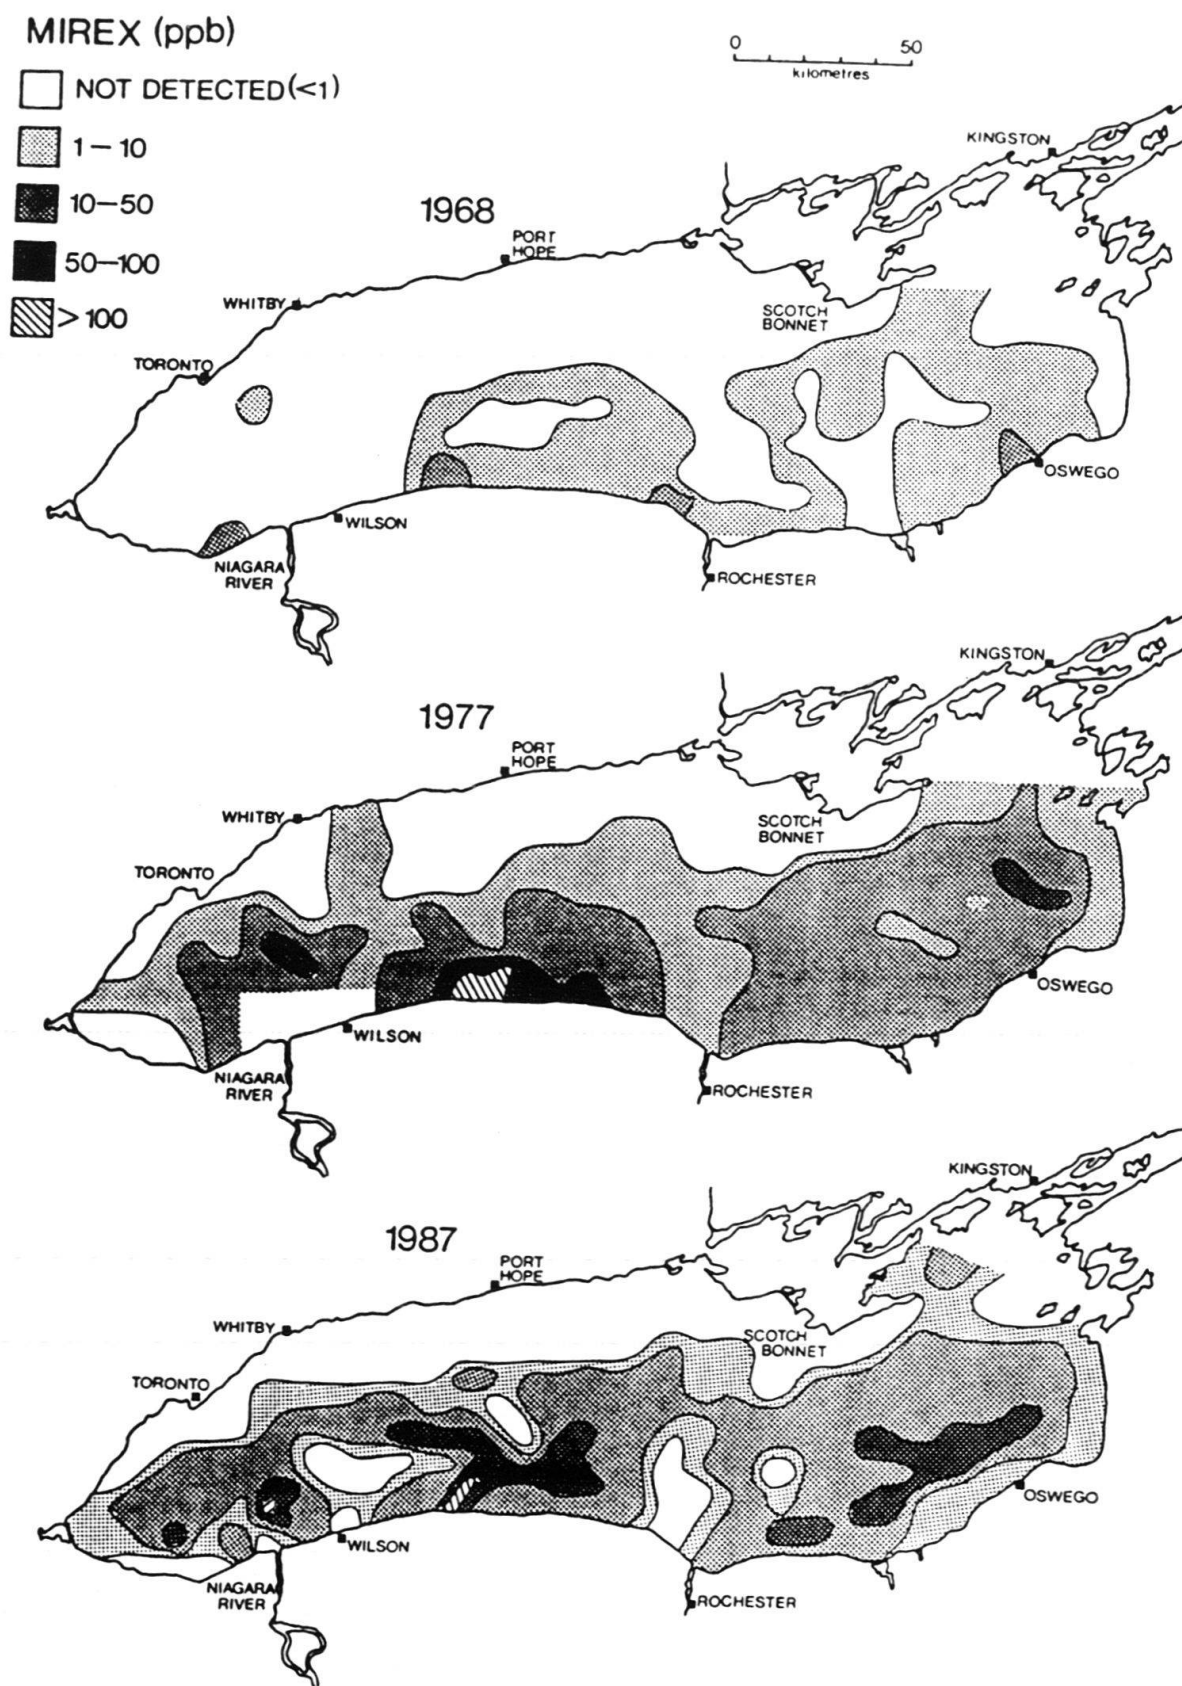 MIREX (ppb)
NOT DETECTED (<1)
1-10
10-50
50-100
>100
0 50
kilometres
1968
KINGSTON
PORT
HOPE
WHITBY
SCOTCH
BONNET
TORONTO
OSWEGO
WILSON
NIAGARA
RIVER
ROCHESTER
1977
KINGSTON
PORT
HOPE
WHITBY
SCOTCH
BONNET
TORONTO
OSWEGO
WILSON
NIAGARA
RIVER
ROCHESTER
1987
KINGSTON
PORT
HOPE
WHITBY
SCOTCH
BONNET
TORONTO
OSWEGO
WILSON
NIAGARA
RIVER
ROCHESTER